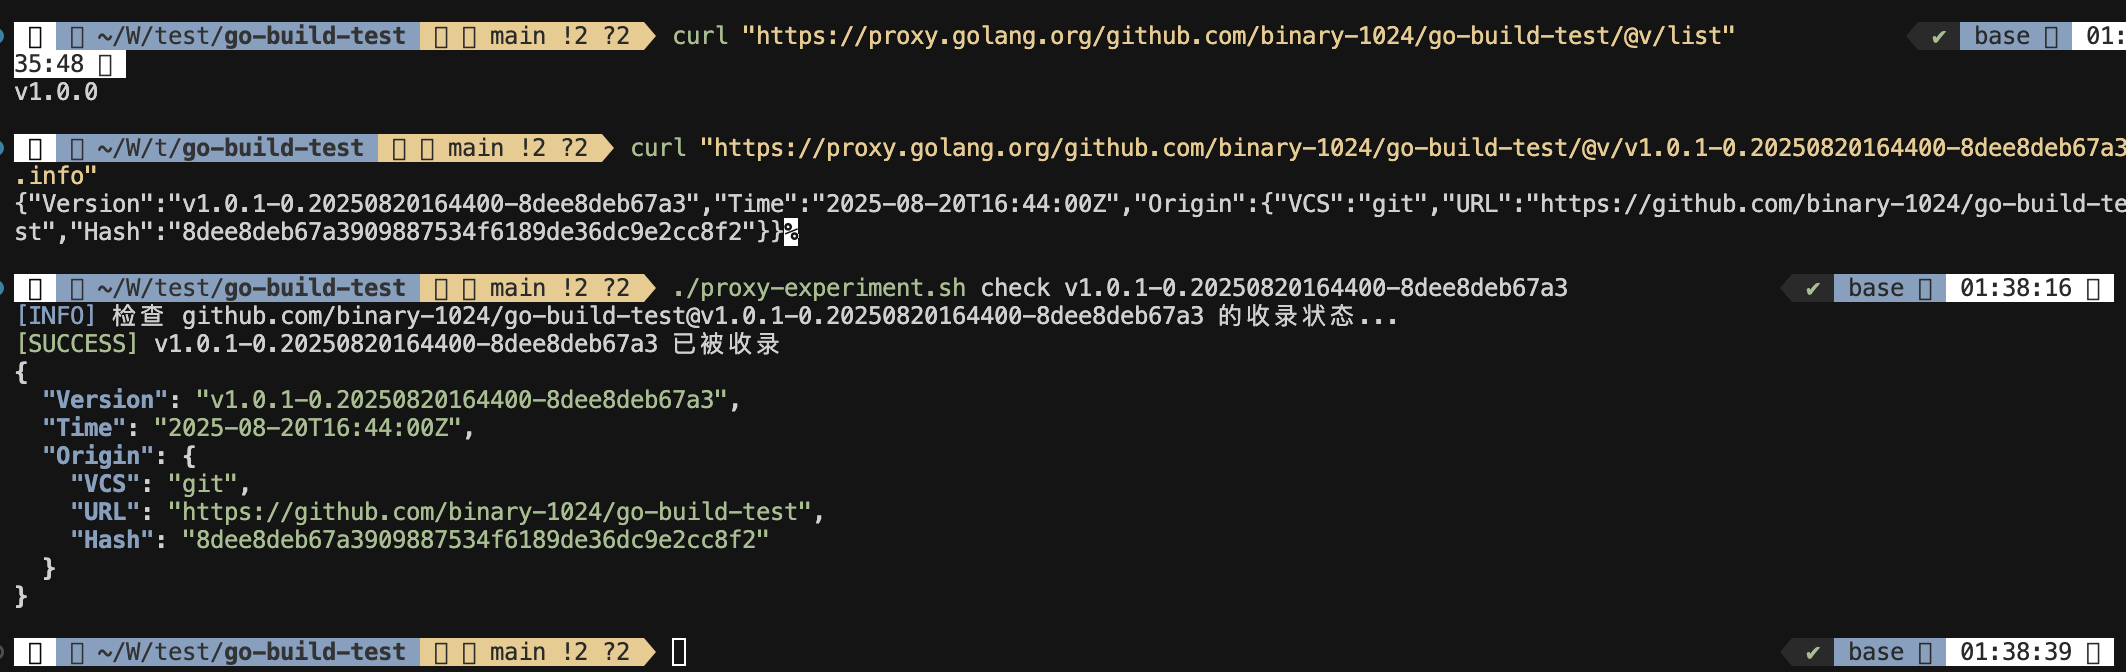 ~/W/test/go-build-test main !2 ?2 curl "https://proxy.golang.org/github.com/binary-1024/go-build-test/@v/list" ✔ base 01:
35:48
v1.0.0
~/W/t/go-build-test main !2 ?2 curl "https://proxy.golang.org/github.com/binary-1024/go-build-test/@v/v1.0.1-0.20250820164400-8dee8deb67a3
.info"
{"Version":"v1.0.1-0.20250820164400-8dee8deb67a3","Time":"2025-08-20T16:44:00Z","Origin":{"VCS":"git","URL":"https://github.com/binary-1024/go-build-te
st","Hash":"8dee8deb67a3909887534f6189de36dc9e2cc8f2"}}%
~/W/test/go-build-test main !2 ?2 ./proxy-experiment.sh check v1.0.1-0.20250820164400-8dee8deb67a3 ✔ base 01:38:16
[INFO] 检查 github.com/binary-1024/go-build-test@v1.0.1-0.20250820164400-8dee8deb67a3 的收录状态...
[SUCCESS] v1.0.1-0.20250820164400-8dee8deb67a3 已被收录
{
  "Version": "v1.0.1-0.20250820164400-8dee8deb67a3",
  "Time": "2025-08-20T16:44:00Z",
  "Origin": {
    "VCS": "git",
    "URL": "https://github.com/binary-1024/go-build-test",
    "Hash": "8dee8deb67a3909887534f6189de36dc9e2cc8f2"
  }
}
~/W/test/go-build-test main !2 ?2 ✔ base 01:38:39